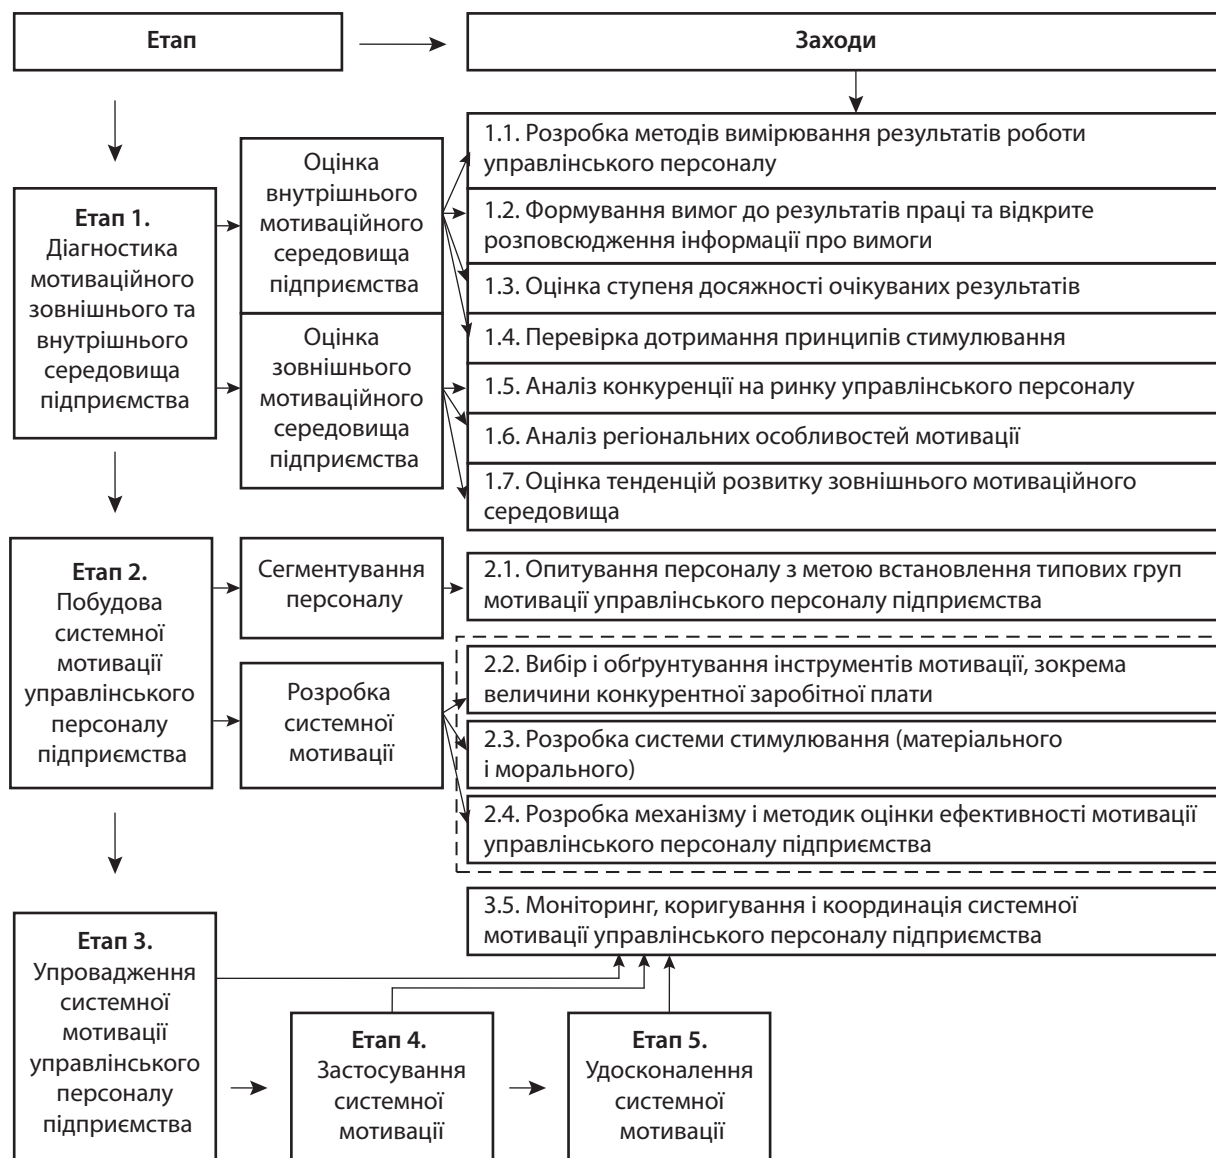 Етап
Заходи
Етап 1.
Діагностика
мотиваційного
зовнішнього та
внутрішнього
середовища
підприємства
Оцінка
внутрішнього
мотиваційного
середовища
підприємства
Оцінка
зовнішнього
мотиваційного
середовища
підприємства
1.1. Розробка методів вимірювання результатів роботи
управлінського персоналу
1.2. Формування вимог до результатів праці та відкрите
розповсюдження інформації про вимоги
1.3. Оцінка ступеня досяжності очікуваних результатів
1.4. Перевірка дотримання принципів стимулювання
1.5. Аналіз конкуренції на ринку управлінського персоналу
1.6. Аналіз регіональних особливостей мотивації
1.7. Оцінка тенденцій розвитку зовнішнього мотиваційного
середовища
Етап 2.
Побудова
системної
мотивації
управлінського
персоналу
підприємства
Сегментування
персоналу
Розробка
системної
мотивації
2.1. Опитування персоналу з метою встановлення типових груп
мотивації управлінського персоналу підприємства
2.2. Вибір і обґрунтування інструментів мотивації, зокрема
величини конкурентної заробітної плати
2.3. Розробка системи стимулювання (матеріального
і морального)
2.4. Розробка механізму і методик оцінки ефективності мотивації
управлінського персоналу підприємства
3.5. Моніторинг, коригування і координація системної
мотивації управлінського персоналу підприємства
Етап 3.
Упровадження
системної
мотивації
управлінського
персоналу
підприємства
Етап 4.
Застосування
системної
мотивації
Етап 5.
Удосконалення
системної
мотивації